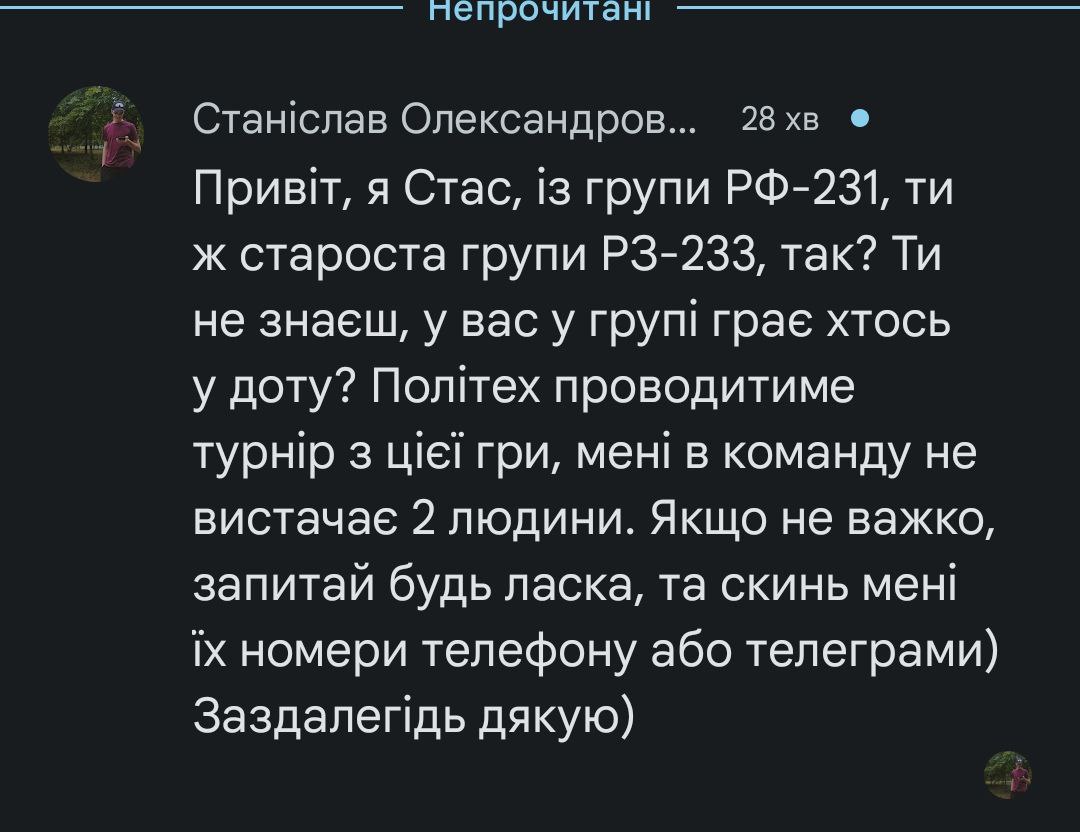 Непрочитані
Станіслав Олександров... 28 хв
Привіт, я Стас, із групи РФ-231, ти
ж староста групи РЗ-233, так? Ти
не знаєш, у вас у групі грає хтось
у доту? Політех проводитиме
турнір з цієї гри, мені в команду не
вистачає 2 людини. Якщо не важко,
запитай будь ласка, та скинь мені
їх номери телефону або телеграми)
Заздалегідь дякую)